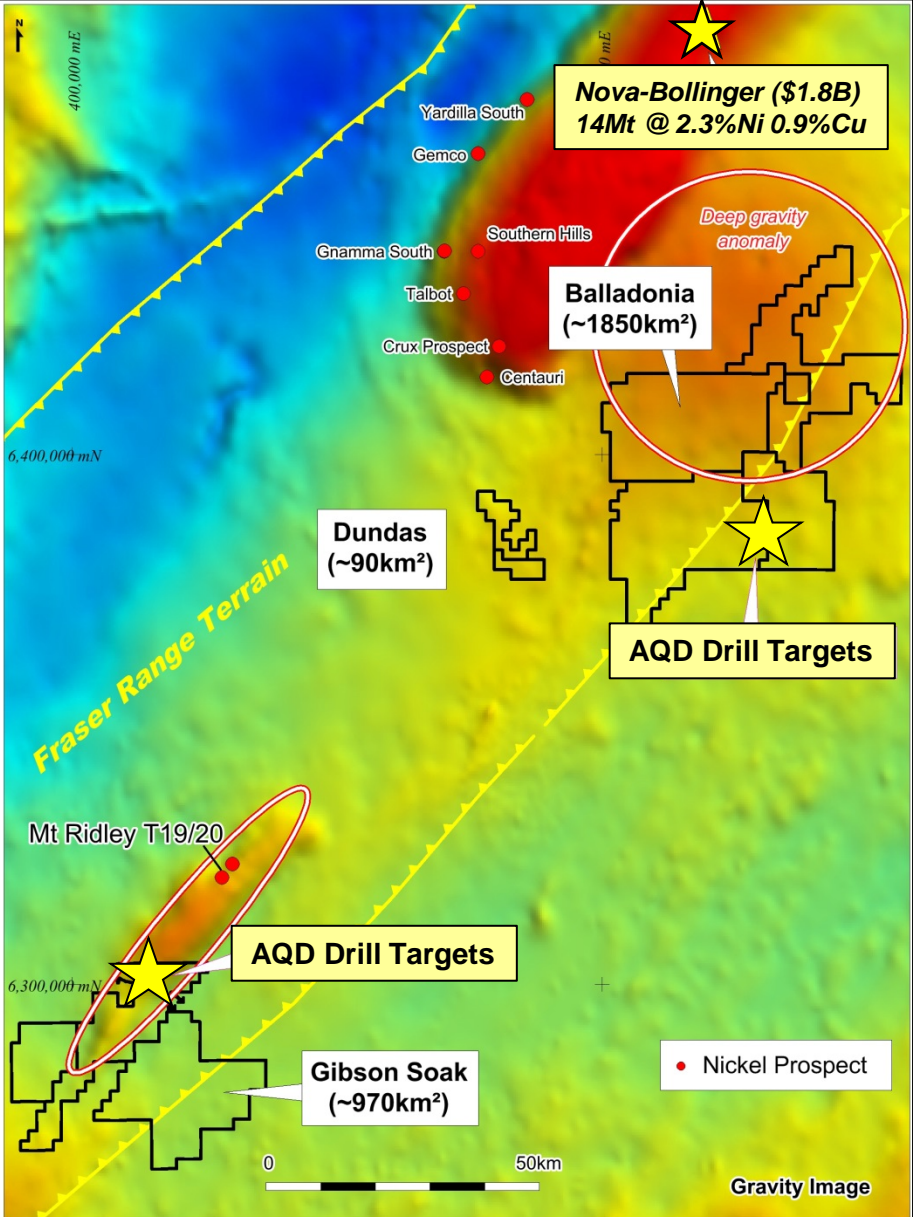 N
400,000 mE
0 mE
Nova-Bollinger ($1.8B)
14Mt @ 2.3%Ni 0.9%Cu
Yardilla South
Gemco
Deep gravity
anomaly
Southern Hills
Gnamma South
Balladonia
(~1850km²)
Talbot
Crux Prospect
Centauri
6,400,000 mN
Dundas
(~90km²)
AQD Drill Targets
Fraser Range Terrain
Mt Ridley T19/20
AQD Drill Targets
6,300,000 mN
Gibson Soak
(~970km²)
Nickel Prospect
0
50km
Gravity Image